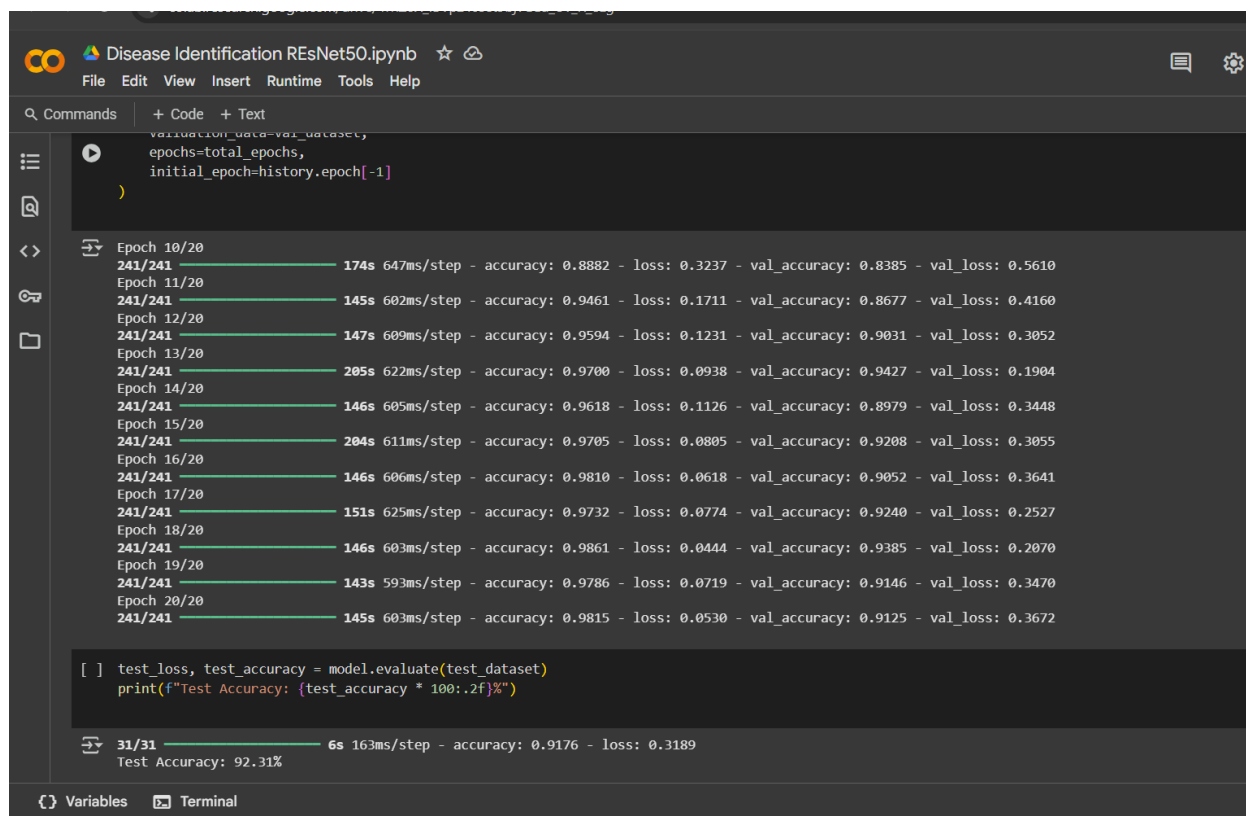 Disease Identification REsNet50.ipynb
File Edit View Insert Runtime Tools Help
Commands + Code + Text
validation_data=val_dataset,
epochs=total_epochs,
initial_epoch=history.epoch[-1]
)
Epoch 10/20
241/241 174s 647ms/step - accuracy: 0.8882 - loss: 0.3237 - val_accuracy: 0.8385 - val_loss: 0.5610
Epoch 11/20
241/241 145s 602ms/step - accuracy: 0.9461 - loss: 0.1711 - val_accuracy: 0.8677 - val_loss: 0.4160
Epoch 12/20
241/241 147s 609ms/step - accuracy: 0.9594 - loss: 0.1231 - val_accuracy: 0.9031 - val_loss: 0.3052
Epoch 13/20
241/241 205s 622ms/step - accuracy: 0.9700 - loss: 0.0938 - val_accuracy: 0.9427 - val_loss: 0.1904
Epoch 14/20
241/241 146s 605ms/step - accuracy: 0.9618 - loss: 0.1126 - val_accuracy: 0.8979 - val_loss: 0.3448
Epoch 15/20
241/241 204s 611ms/step - accuracy: 0.9705 - loss: 0.0805 - val_accuracy: 0.9208 - val_loss: 0.3055
Epoch 16/20
241/241 146s 606ms/step - accuracy: 0.9810 - loss: 0.0618 - val_accuracy: 0.9052 - val_loss: 0.3641
Epoch 17/20
241/241 151s 625ms/step - accuracy: 0.9732 - loss: 0.0774 - val_accuracy: 0.9240 - val_loss: 0.2527
Epoch 18/20
241/241 146s 603ms/step - accuracy: 0.9861 - loss: 0.0444 - val_accuracy: 0.9385 - val_loss: 0.2070
Epoch 19/20
241/241 143s 593ms/step - accuracy: 0.9786 - loss: 0.0719 - val_accuracy: 0.9146 - val_loss: 0.3470
Epoch 20/20
241/241 145s 603ms/step - accuracy: 0.9815 - loss: 0.0530 - val_accuracy: 0.9125 - val_loss: 0.3672
[ ] test_loss, test_accuracy = model.evaluate(test_dataset)
print(f"Test Accuracy: {test_accuracy * 100:.2f}%")
31/31 6s 163ms/step - accuracy: 0.9176 - loss: 0.3189
Test Accuracy: 92.31%
{} Variables Terminal